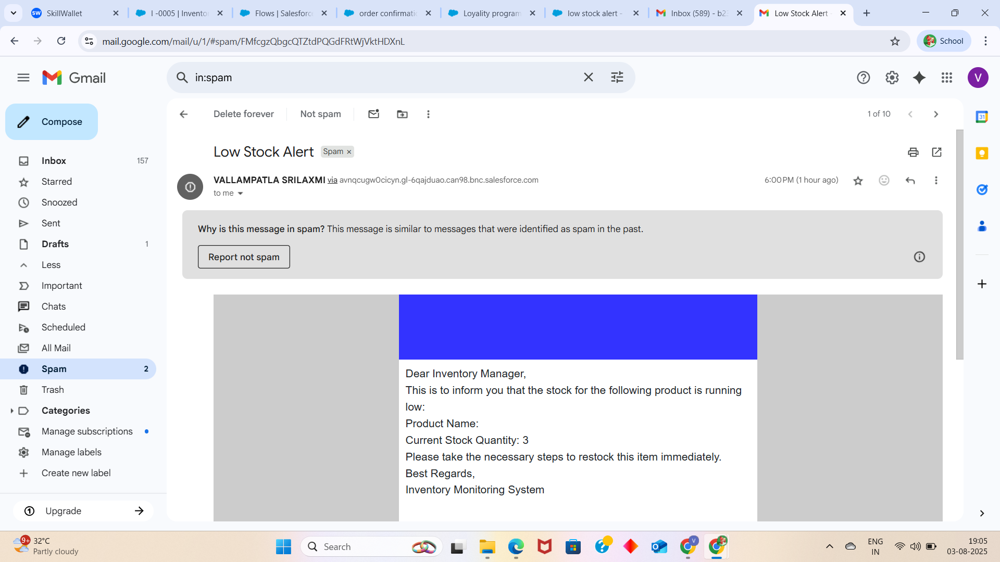 SW SkillWallet
I -0005 | Inventor
Flows | Salesforce
order confirmatic
Loyality program
low stock alert -
Inbox (589) - b23
Low Stock Alert -
mail.google.com/mail/u/1/#spam/FMfcgzQbgcQTZtdPQGdFRtWjVktHDXnL
School
Gmail
in:spam
V
Compose
Delete forever
Not spam
1 of 10
31
Inbox 157
Starred
Snoozed
Sent
Drafts 1
Less
Important
Chats
Scheduled
All Mail
Spam 2
Trash
Categories
Manage subscriptions
Manage labels
Create new label
Upgrade
Low Stock Alert Spam ×
VALLAMPATLA SRILAXMI via avnqcugw0cicyn.gl-6qajduao.can98.bnc.salesforce.com
6:00 PM (1 hour ago)
to me
Why is this message in spam? This message is similar to messages that were identified as spam in the past.
Report not spam
Dear Inventory Manager,
This is to inform you that the stock for the following product is running
low:
Product Name:
Current Stock Quantity: 3
Please take the necessary steps to restock this item immediately.
Best Regards,
Inventory Monitoring System
9+
32°C
Partly cloudy
Search
V
ENG
IN
19:05
03-08-2025